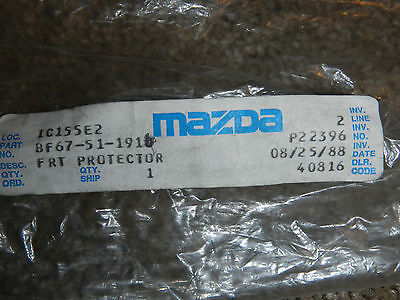 LOC. 1C155E2 mazda 2 INV. LINE
PART NO. BF67-51-191 P22396 INV. NO.
DESC. FRT PROTECTOR 08/25/88 INV. DATE
QTY. ORD. QTY. SHIP 1 40816 DLR. CODE